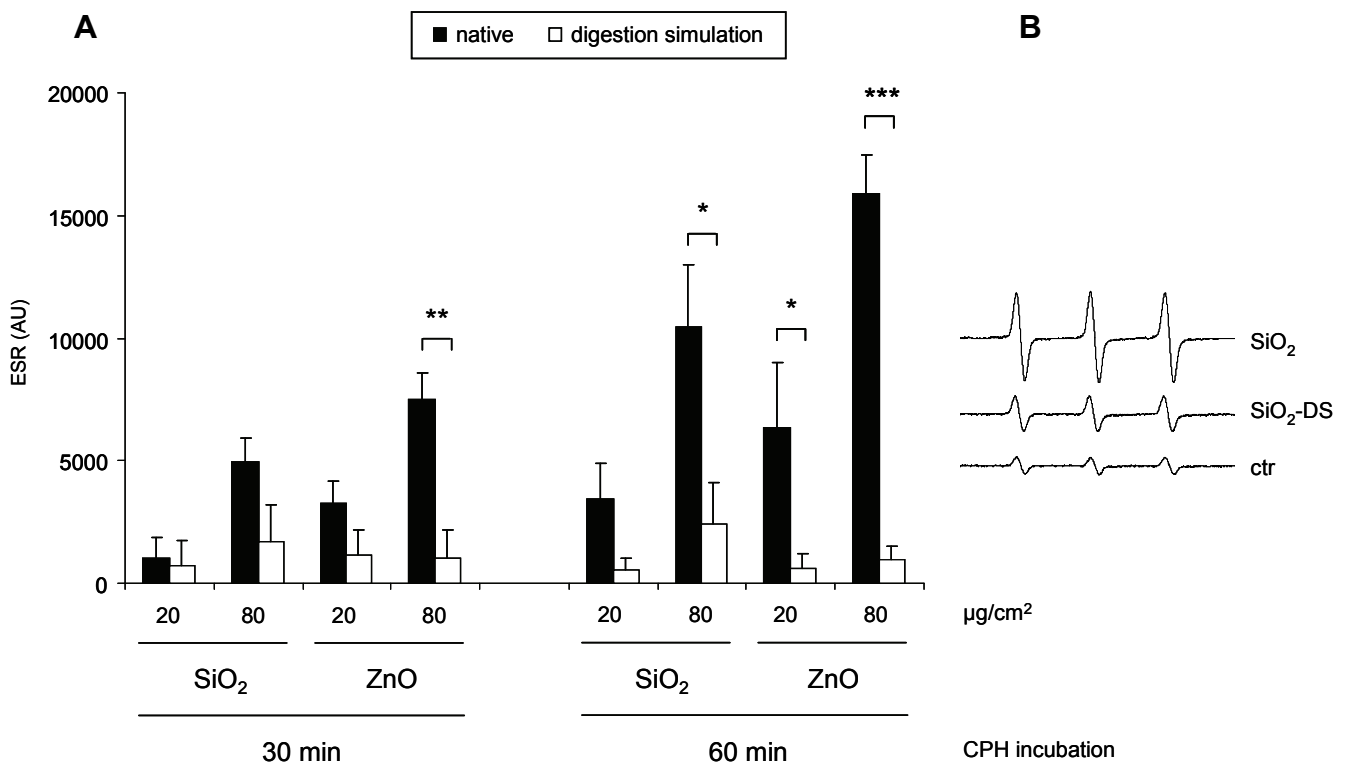 A
B
■ native □ digestion simulation
20000
15000
10000
5000
0
ESR (AU)
***
*
*
**
SiO₂
SiO₂-DS
ctr
20 80 20 80 20 80 20 80 µg/cm²
SiO₂ ZnO SiO₂ ZnO
30 min 60 min CPH incubation